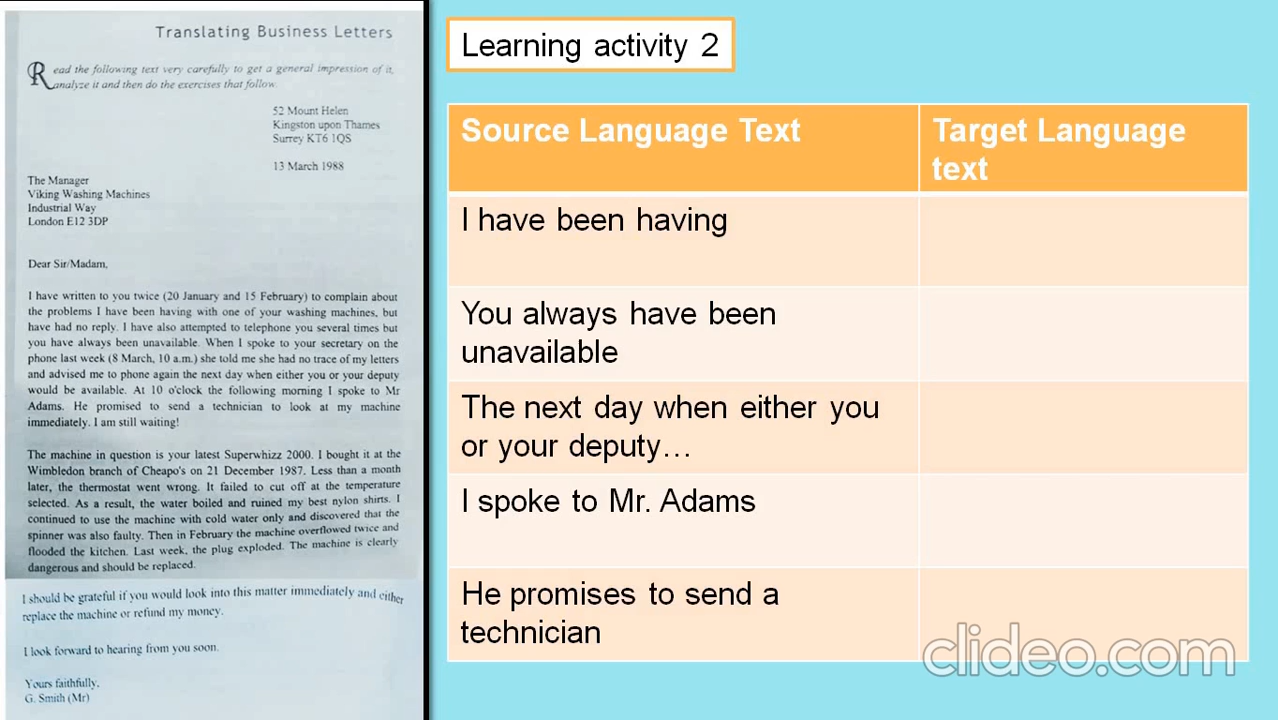 Translating Business Letters
Read the following text very carefully to get a general impression of it,
analyze it and then do the exercises that follow.
52 Mount Helen
Kingston upon Thames
Surrey KT6 1QS
13 March 1988
The Manager
Viking Washing Machines
Industrial Way
London E12 3DP
Dear Sir/Madam,
I have written to you twice (20 January and 15 February) to complain about
the problems I have been having with one of your washing machines, but
have had no reply. I have also attempted to telephone you several times but
you have always been unavailable. When I spoke to your secretary on the
phone last week (8 March, 10 a.m.) she told me she had no trace of my letters
and advised me to phone again the next day when either you or your deputy
would be available. At 10 o'clock the following morning I spoke to Mr
Adams. He promised to send a technician to look at my machine
immediately. I am still waiting!
The machine in question is your latest Superwhizz 2000. I bought it at the
Wimbledon branch of Cheapo's on 21 December 1987. Less than a month
later, the thermostat went wrong. It failed to cut off at the temperature
selected. As a result, the water boiled and ruined my best nylon shirts. I
continued to use the machine with cold water only and discovered that the
spinner was also faulty. Then in February the machine overflowed twice and
flooded the kitchen. Last week, the plug exploded. The machine is clearly
dangerous and should be replaced.
I should be grateful if you would look into this matter immediately and either
replace the machine or refund my money.
I look forward to hearing from you soon.
Yours faithfully,
G. Smith (Mr)
Learning activity 2
Source Language Text
Target Language
text
I have been having
You always have been
unavailable
The next day when either you
or your deputy…
I spoke to Mr. Adams
He promises to send a
technician
clideo.com